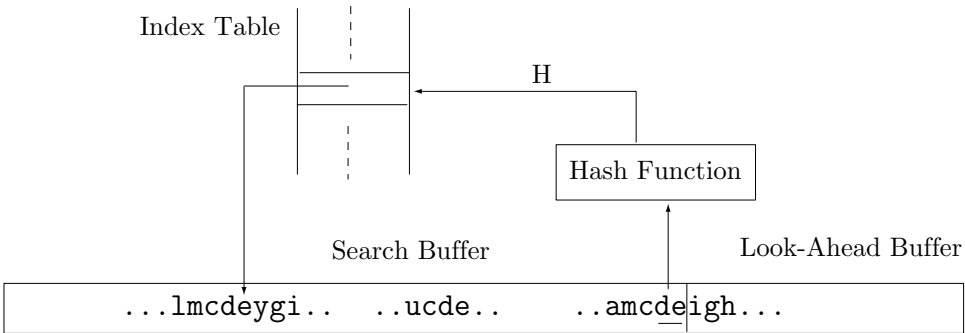 Index Table
H
Hash Function
Search Buffer
Look-Ahead Buffer
...lmcdeygi.. ..ucde.. ..amcdeigh...